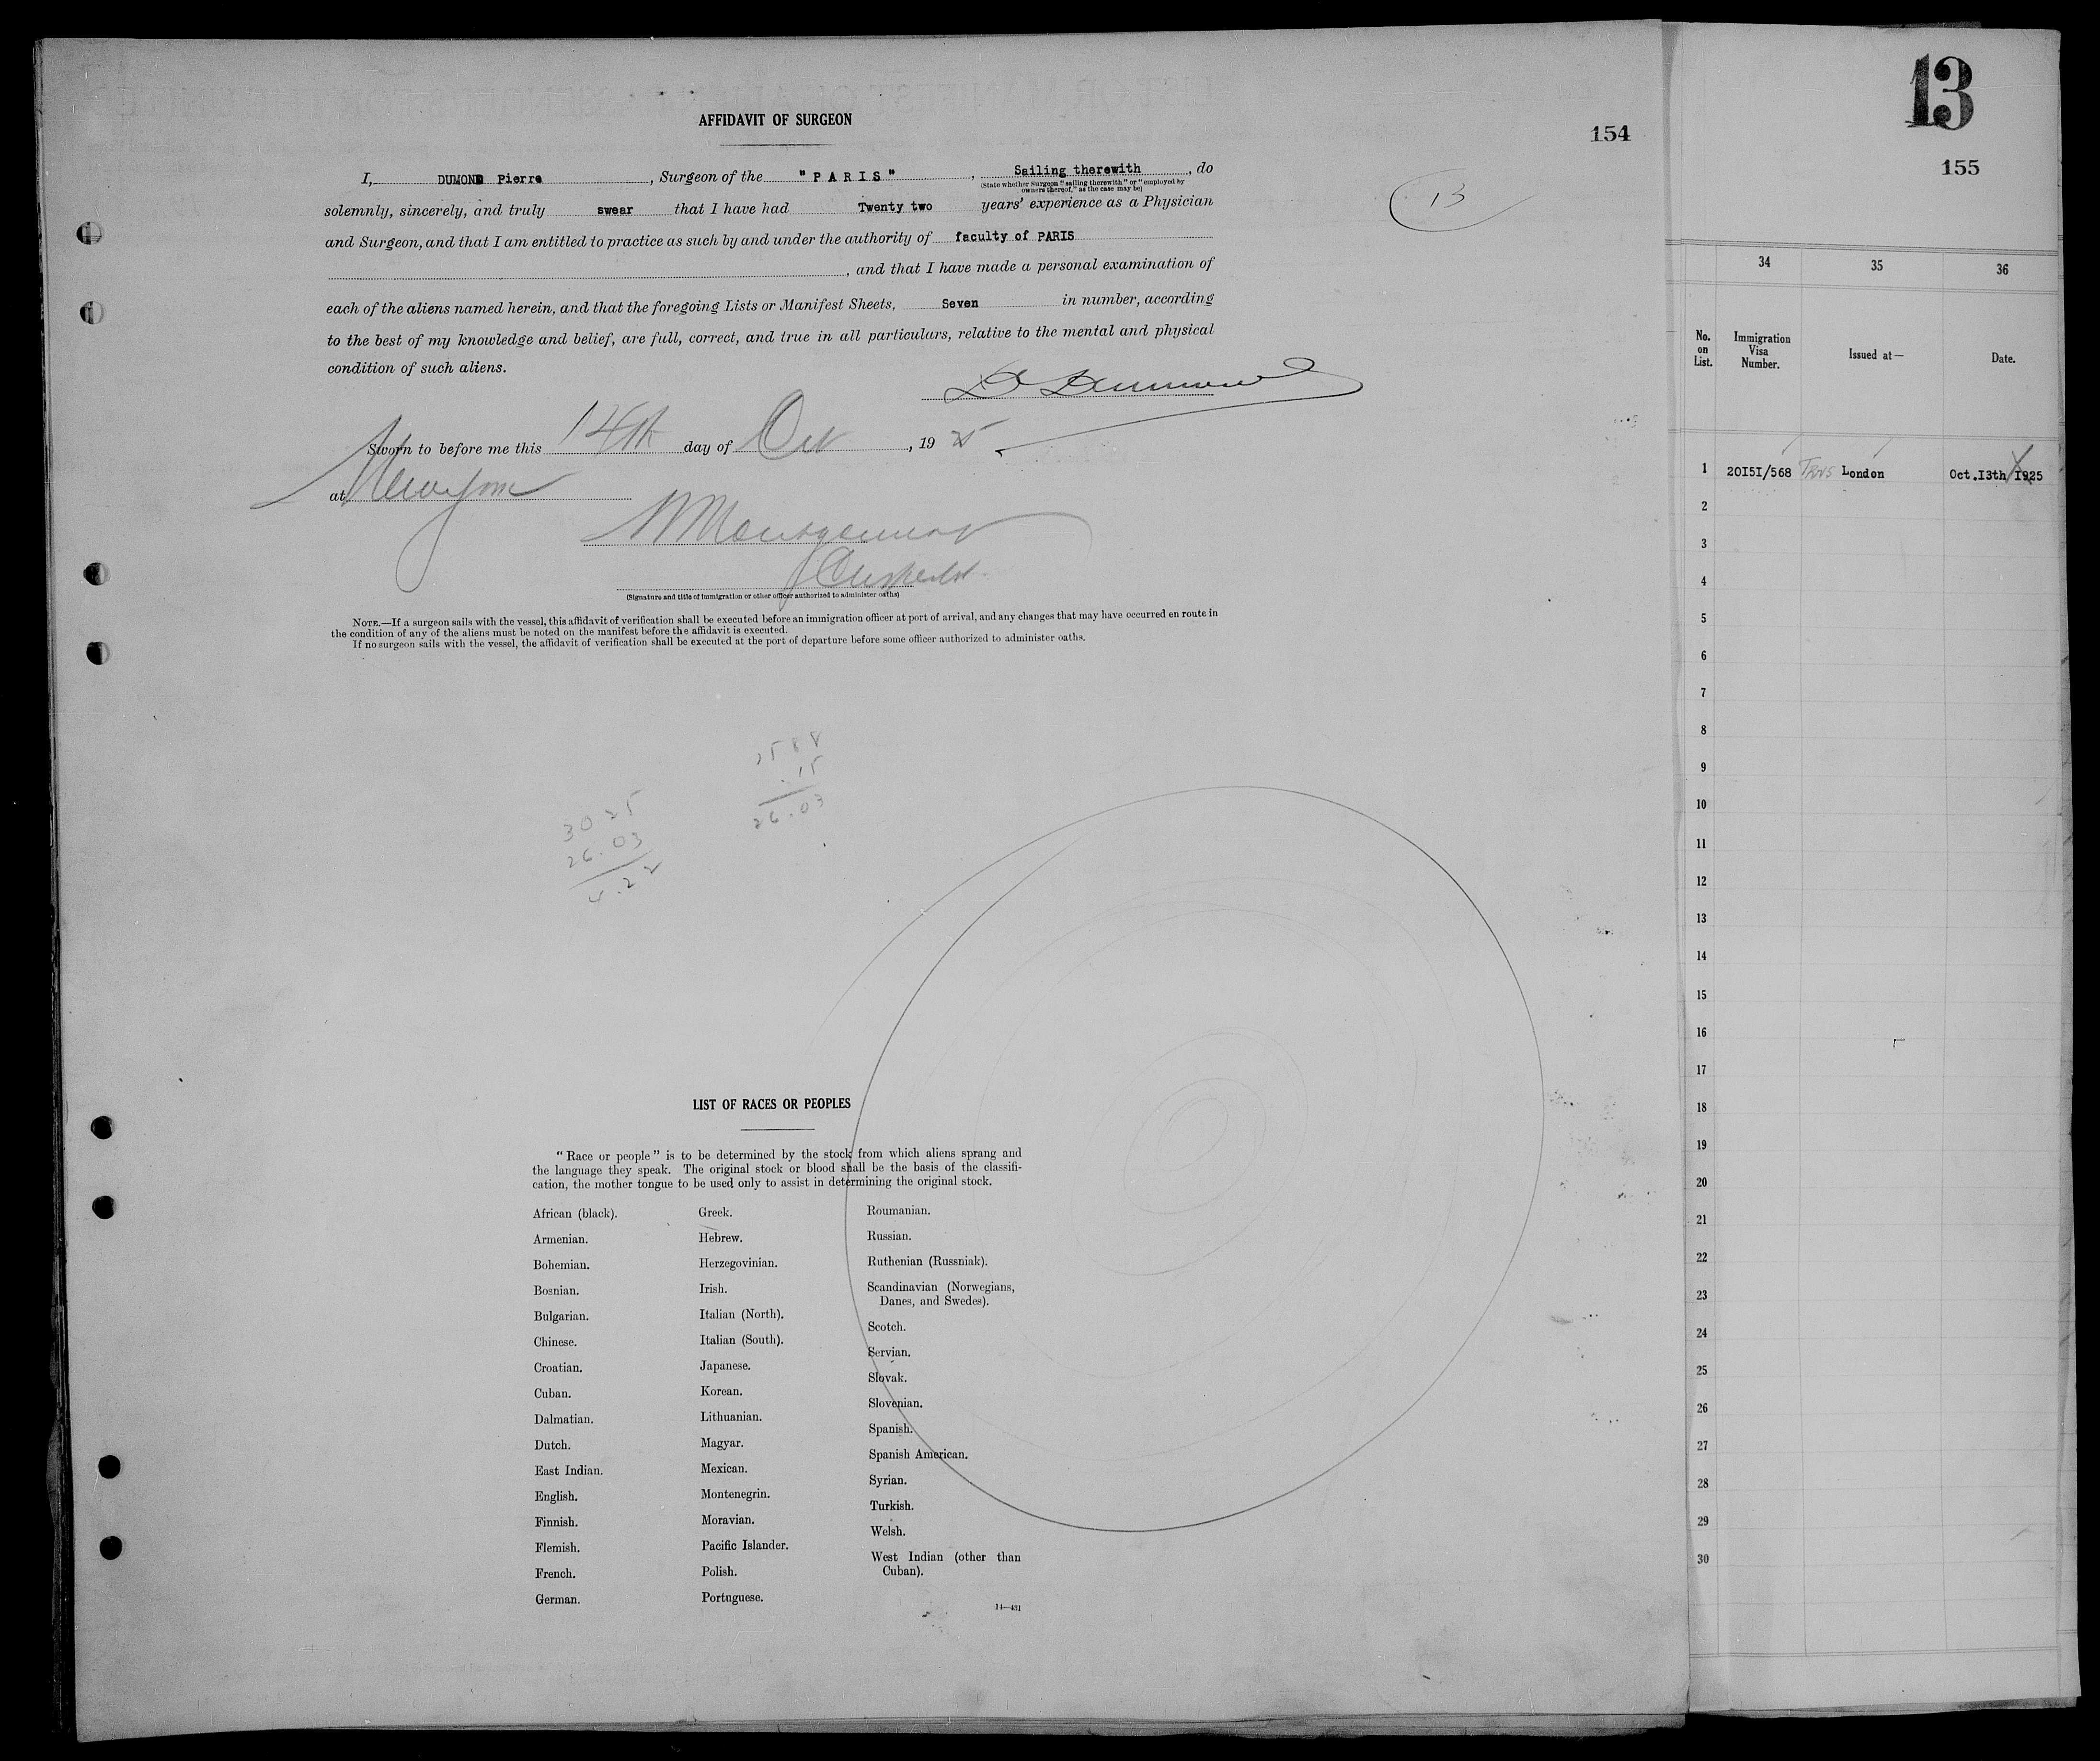 AFFIDAVIT OF SURGEON
154
13
I, DUMOND Pierre, Surgeon of the "PARIS", Sailing therewith, do
(State whether Surgeon "sailing therewith" or "employed by
owners thereof," as the case may be)
solemnly, sincerely, and truly swear that I have had Twenty two years' experience as a Physician
and Surgeon, and that I am entitled to practice as such by and under the authority of faculty of PARIS
, and that I have made a personal examination of
each of the aliens named herein, and that the foregoing Lists or Manifest Sheets, Seven in number, according
to the best of my knowledge and belief, are full, correct, and true in all particulars, relative to the mental and physical
condition of such aliens.
Sworn to before me this 14th day of Oct, 1925
at New York
(Signature and title of immigration or other officer authorized to administer oaths)
NOTE.—If a surgeon sails with the vessel, this affidavit of verification shall be executed before an immigration officer at port of arrival, and any changes that may have occurred en route in
the condition of any of the aliens must be noted on the manifest before the affidavit is executed.
If no surgeon sails with the vessel, the affidavit of verification shall be executed at the port of departure before some officer authorized to administer oaths.
.15
26.03
3025
26.03
4.22
LIST OF RACES OR PEOPLES
"Race or people" is to be determined by the stock from which aliens sprang and
the language they speak. The original stock or blood shall be the basis of the classifi-
cation, the mother tongue to be used only to assist in determining the original stock.
African (black).
Armenian.
Bohemian.
Bosnian.
Bulgarian.
Chinese.
Croatian.
Cuban.
Dalmatian.
Dutch.
East Indian.
English.
Finnish.
Flemish.
French.
German.
Greek.
Hebrew.
Herzegovinian.
Irish.
Italian (North).
Italian (South).
Japanese.
Korean.
Lithuanian.
Magyar.
Mexican.
Montenegrin.
Moravian.
Pacific Islander.
Polish.
Portuguese.
Roumanian.
Russian.
Ruthenian (Russniak).
Scandinavian (Norwegians,
Danes, and Swedes).
Scotch.
Servian.
Slovak.
Slovenian.
Spanish.
Spanish American.
Syrian.
Turkish.
Welsh.
West Indian (other than
Cuban).
14—431
13
155
34 35 36
No.
on
List.
Immigration
Visa
Number.
Issued at—
Date.
1 20151/568 London Oct.13th 1925
2
3
4
5
6
7
8
9
10
11
12
13
14
15
16
17
18
19
20
21
22
23
24
25
26
27
28
29
30